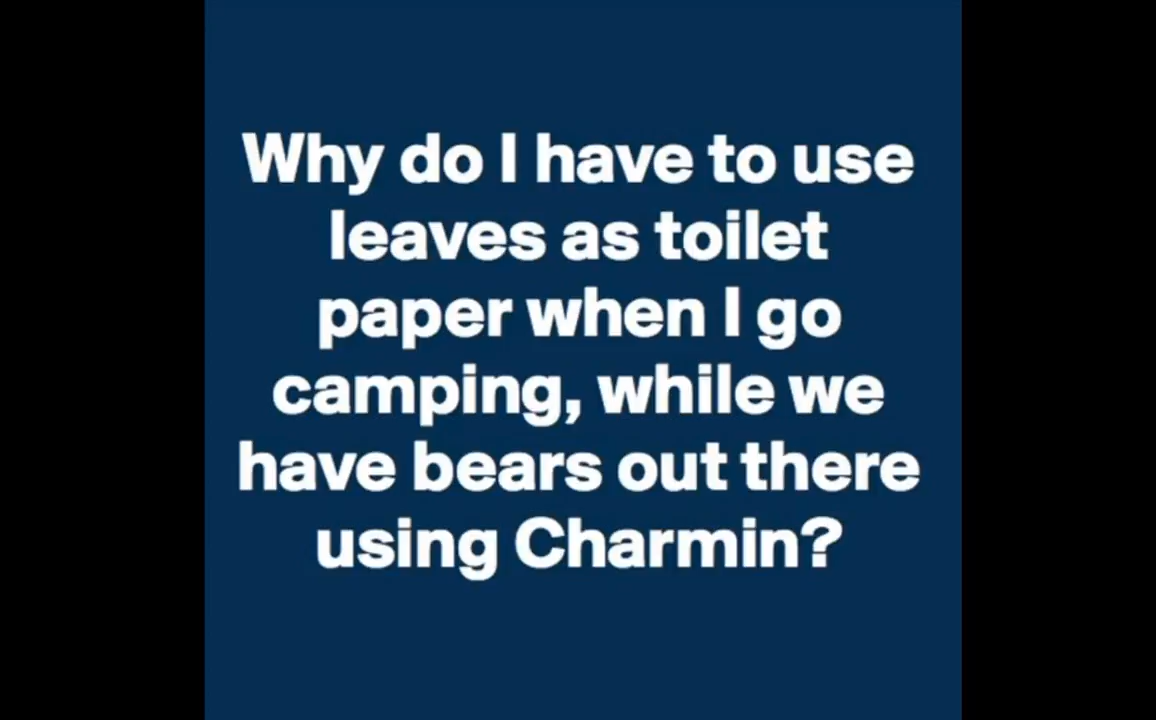 Why do I have to use
leaves as toilet
paper when I go
camping, while we
have bears out there
using Charmin?